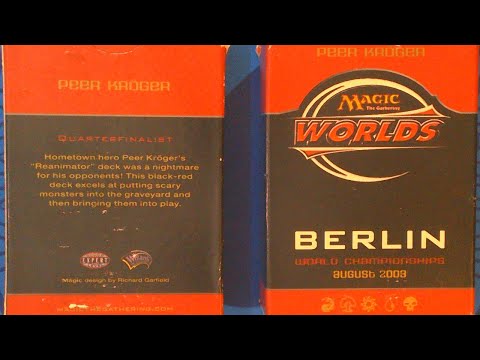 PEER KRÖGER
QUARTERFINALIST
Hometown hero Peer Kröger's
"Reanimator" deck was a nightmare
for his opponents! This black-red
deck excels at putting scary
monsters into the graveyard and
then bringing them into play.
EXPERT
Magic design by Richard Garfield
PEER KRÖGER
MAGIC
The Gathering
WORLDS
BERLIN
WORLD CHAMPIONSHIPS
AUGUST 2003